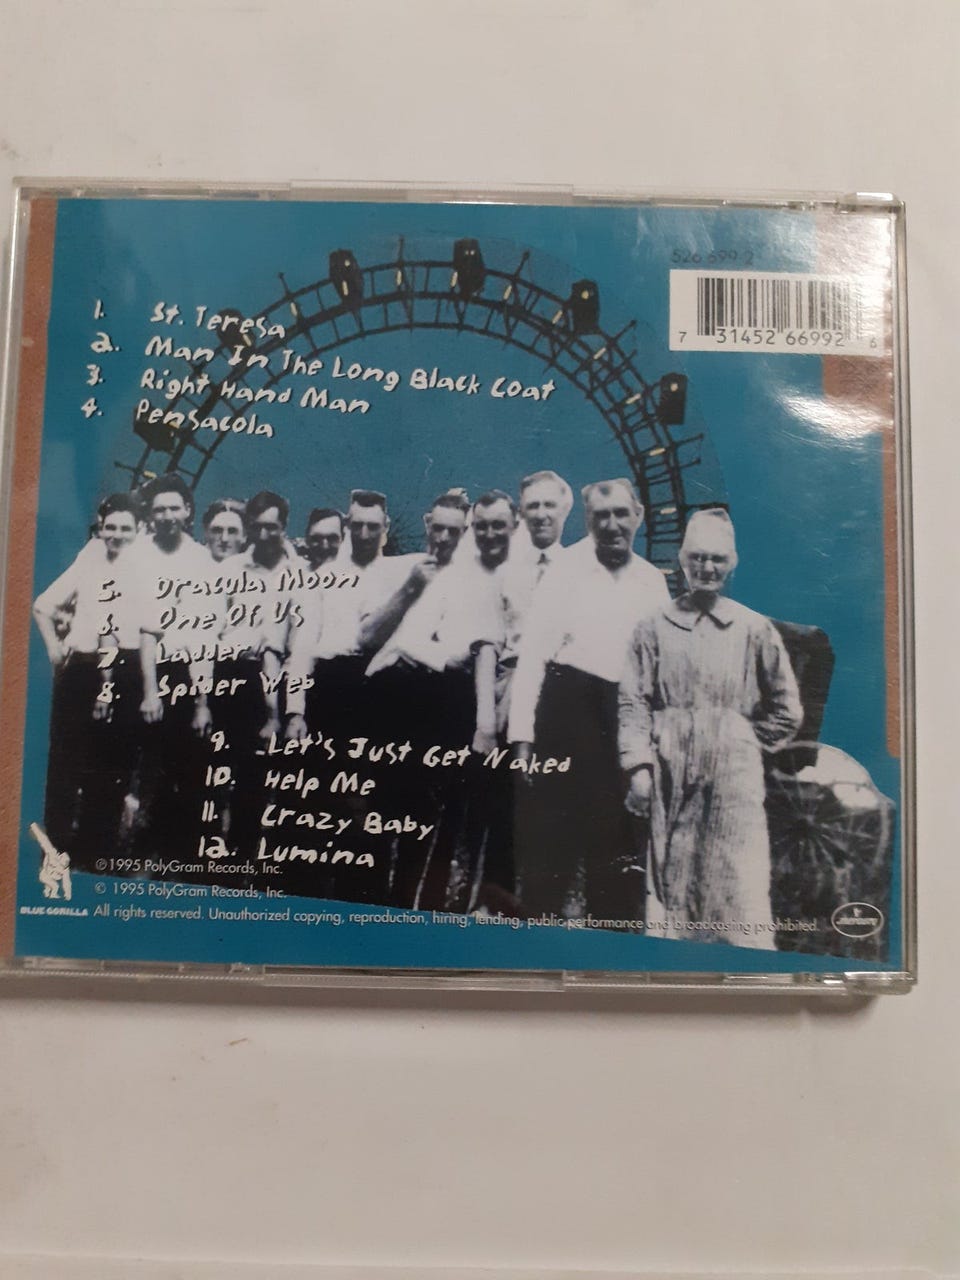 526 699-2
7 31452 66992 6
1. St. Teresa
2. Man In The Long Black Coat
3. Right Hand Man
4. Pensacola
5. Dracula Moon
6. One Of Us
7. Ladder
8. Spider Web
9. Let's Just Get Naked
10. Help Me
11. Crazy Baby
12. Lumina
℗1995 PolyGram Records, Inc.
© 1995 PolyGram Records, Inc.
BLUE GORILLA
All rights reserved. Unauthorized copying, reproduction, hiring, lending, public performance and broadcasting prohibited.
mercury